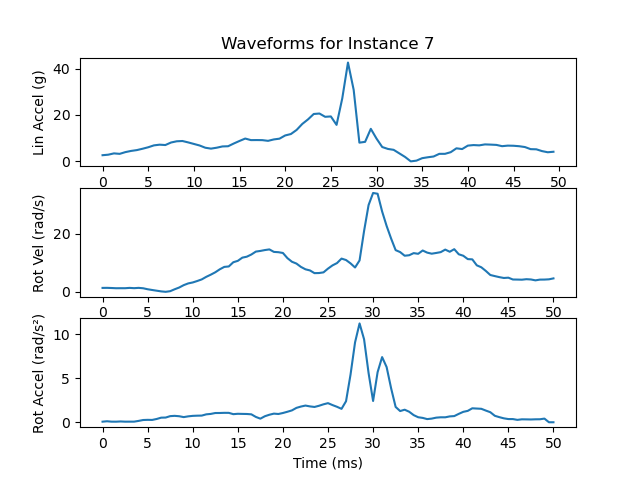 Waveforms for Instance 7
Lin Accel (g)
40
20
0
0 5 10 15 20 25 30 35 40 45 50
Rot Vel (rad/s)
20
0
0 5 10 15 20 25 30 35 40 45 50
Rot Accel (rad/s²)
10
5
0
0 5 10 15 20 25 30 35 40 45 50
Time (ms)